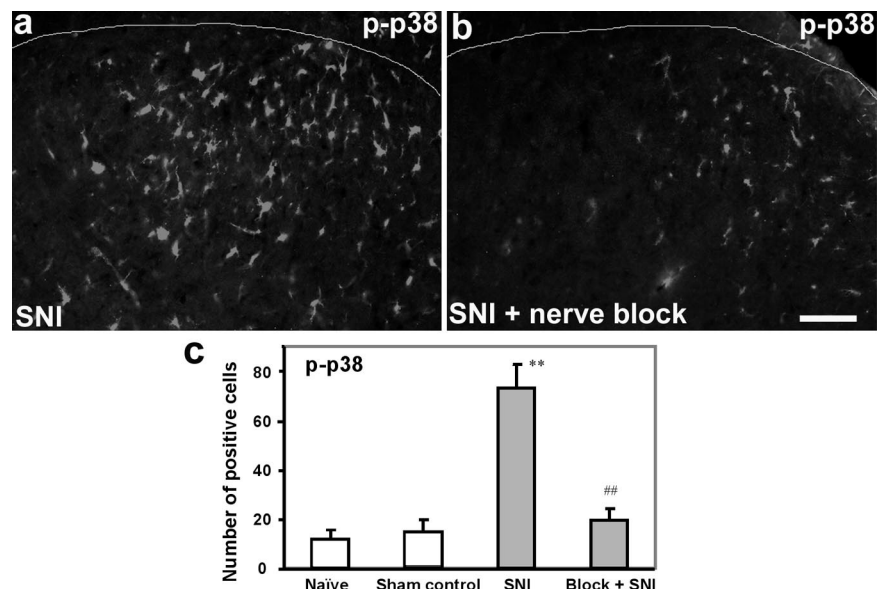 a
p-p38
SNI
b
p-p38
SNI + nerve block
c
p-p38
Number of positive cells
80
60
40
20
0
**
##
Naïve
Sham control
SNI
Block + SNI